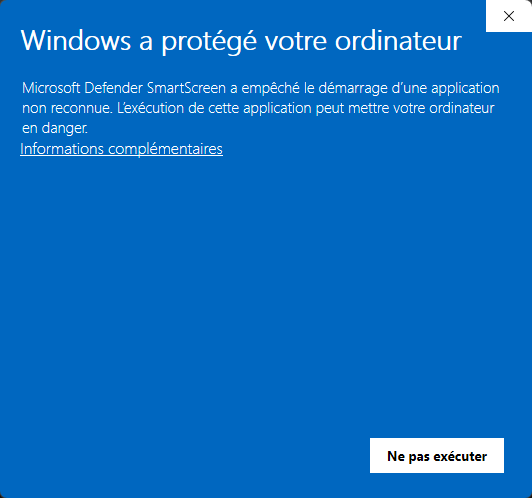 Windows a protégé votre ordinateur
Microsoft Defender SmartScreen a empêché le démarrage d’une application
non reconnue. L’exécution de cette application peut mettre votre ordinateur
en danger.
Informations complémentaires
Ne pas exécuter